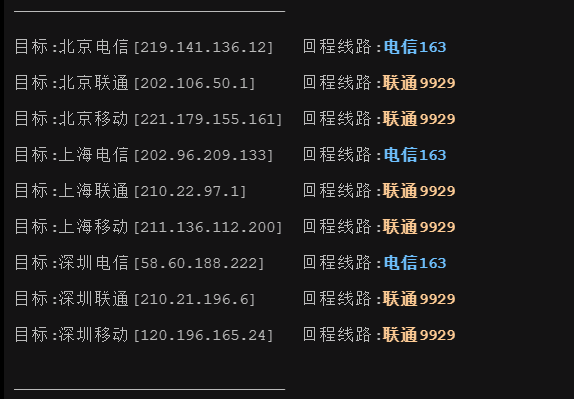 目标:北京电信[219.141.136.12] 回程线路:电信163
目标:北京联通[202.106.50.1] 回程线路:联通9929
目标:北京移动[221.179.155.161] 回程线路:联通9929
目标:上海电信[202.96.209.133] 回程线路:电信163
目标:上海联通[210.22.97.1] 回程线路:联通9929
目标:上海移动[211.136.112.200] 回程线路:联通9929
目标:深圳电信[58.60.188.222] 回程线路:电信163
目标:深圳联通[210.21.196.6] 回程线路:联通9929
目标:深圳移动[120.196.165.24] 回程线路:联通9929